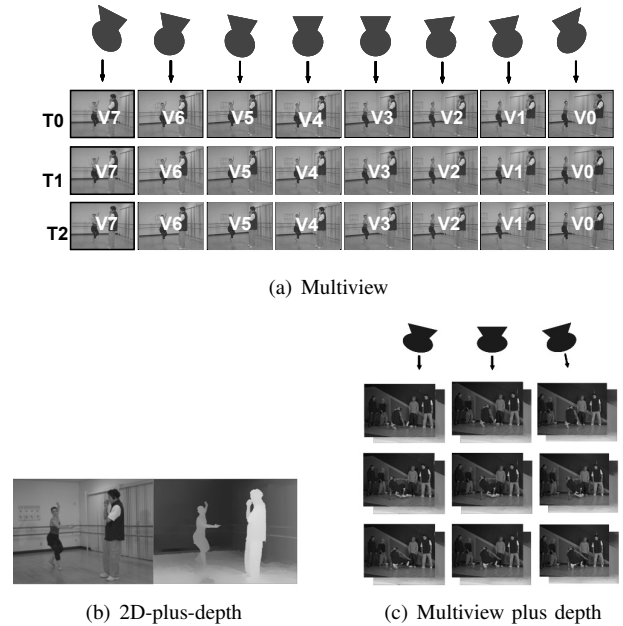 T0 V7 V6 V5 V4 V3 V2 V1 V0
T1 V7 V6 V5 V4 V3 V2 V1 V0
T2 V7 V6 V5 V4 V3 V2 V1 V0
(a) Multiview
(b) 2D-plus-depth
(c) Multiview plus depth